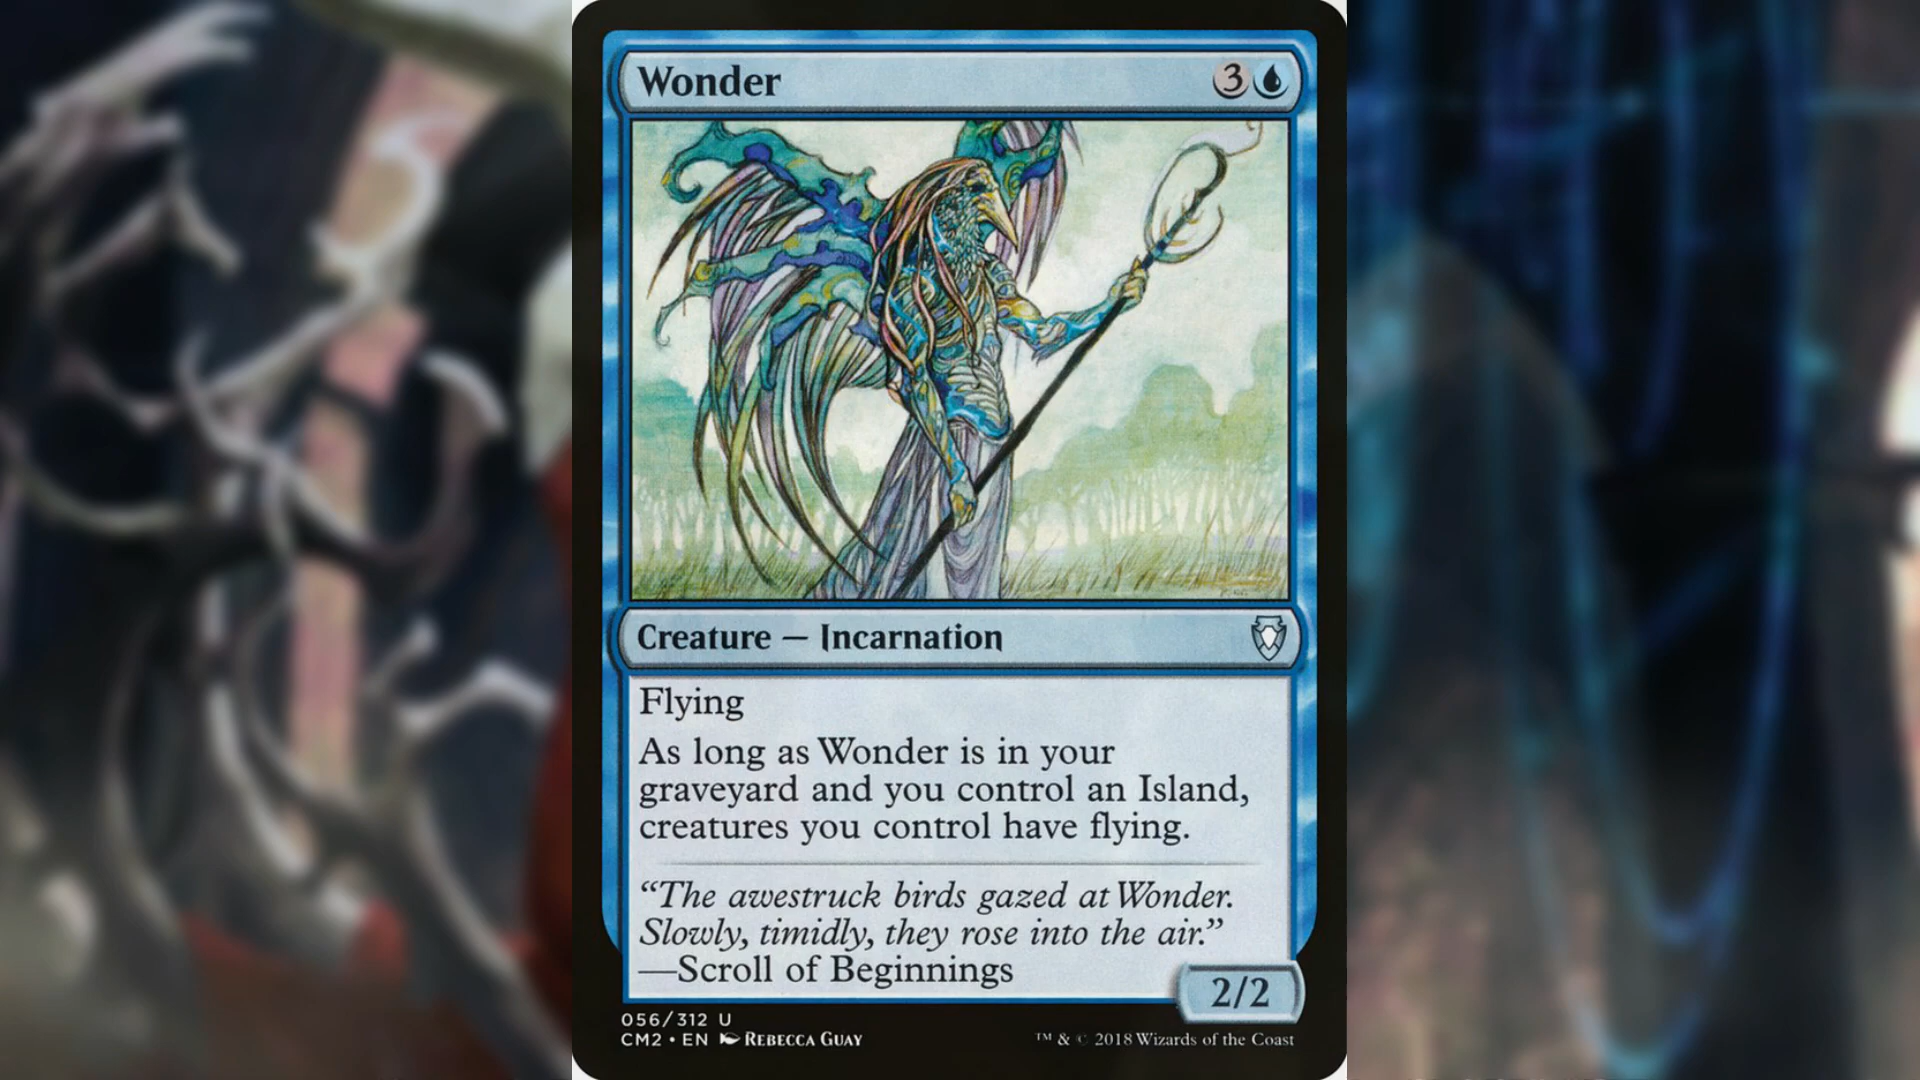 Wonder
3
Creature — Incarnation
Flying
As long as Wonder is in your
graveyard and you control an Island,
creatures you control have flying.
“The awestruck birds gazed at Wonder.
Slowly, timidly, they rose into the air.”
—Scroll of Beginnings
2/2
056/312 U
CM2 • EN Rebecca Guay
™ & © 2018 Wizards of the Coast